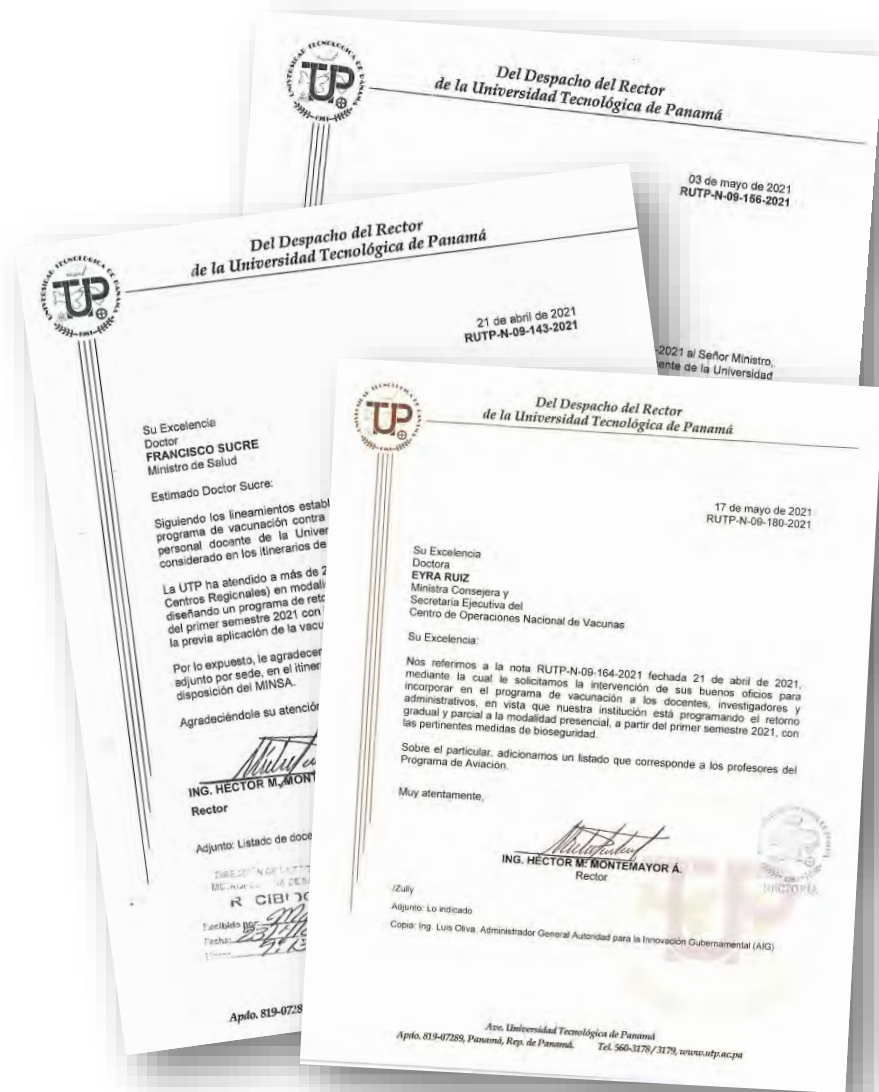 Del Despacho del Rector
de la Universidad Tecnológica de Panamá
03 de mayo de 2021
RUTP-N-09-156-2021
-2021 al Señor Ministro,
ente de la Universidad
Del Despacho del Rector
de la Universidad Tecnológica de Panamá
21 de abril de 2021
RUTP-N-09-143-2021
Su Excelencia
Doctor
FRANCISCO SUCRE
Ministro de Salud
Estimado Doctor Sucre:
Siguiendo los lineamientos establ
programa de vacunación contra
personal docente de la Univer
considerado en los itinerarios de
La UTP ha atendido a más de 2
Centros Regionales) en modali
diseñando un programa de reto
del primer semestre 2021 con
la previa aplicación de la vacu
Por lo expuesto, le agradecer
adjunto por sede, en el itiner
disposición del MINSA.
Agradeciéndole su atención
ING. HÉCTOR M. MONT
Rector
Adjunto: Listado de doce
Recibido por:
Fecha:
Apdo. 819-0728
Del Despacho del Rector
de la Universidad Tecnológica de Panamá
17 de mayo de 2021
RUTP-N-09-180-2021
Su Excelencia
Doctora
EYRA RUIZ
Ministra Consejera y
Secretaria Ejecutiva del
Centro de Operaciones Nacional de Vacunas
Su Excelencia:
Nos referimos a la nota RUTP-N-09-164-2021 fechada 21 de abril de 2021,
mediante la cual le solicitamos la intervención de sus buenos oficios para
incorporar en el programa de vacunación a los docentes, investigadores y
administrativos, en vista que nuestra institución está programando el retorno
gradual y parcial a la modalidad presencial, a partir del primer semestre 2021, con
las pertinentes medidas de bioseguridad.
Sobre el particular, adicionamos un listado que corresponde a los profesores del
Programa de Aviación.
Muy atentamente,
ING. HÉCTOR M. MONTEMAYOR Á.
Rector
RECTORIA
/Zully
Adjunto: Lo indicado
Copia: Ing. Luis Oliva. Administrador General Autoridad para la Innovación Gubernamental (AIG)
Ave. Universidad Tecnológica de Panamá
Apdo. 819-07289, Panamá, Rep. de Panamá. Tel. 560-3178/3179, www.utp.ac.pa